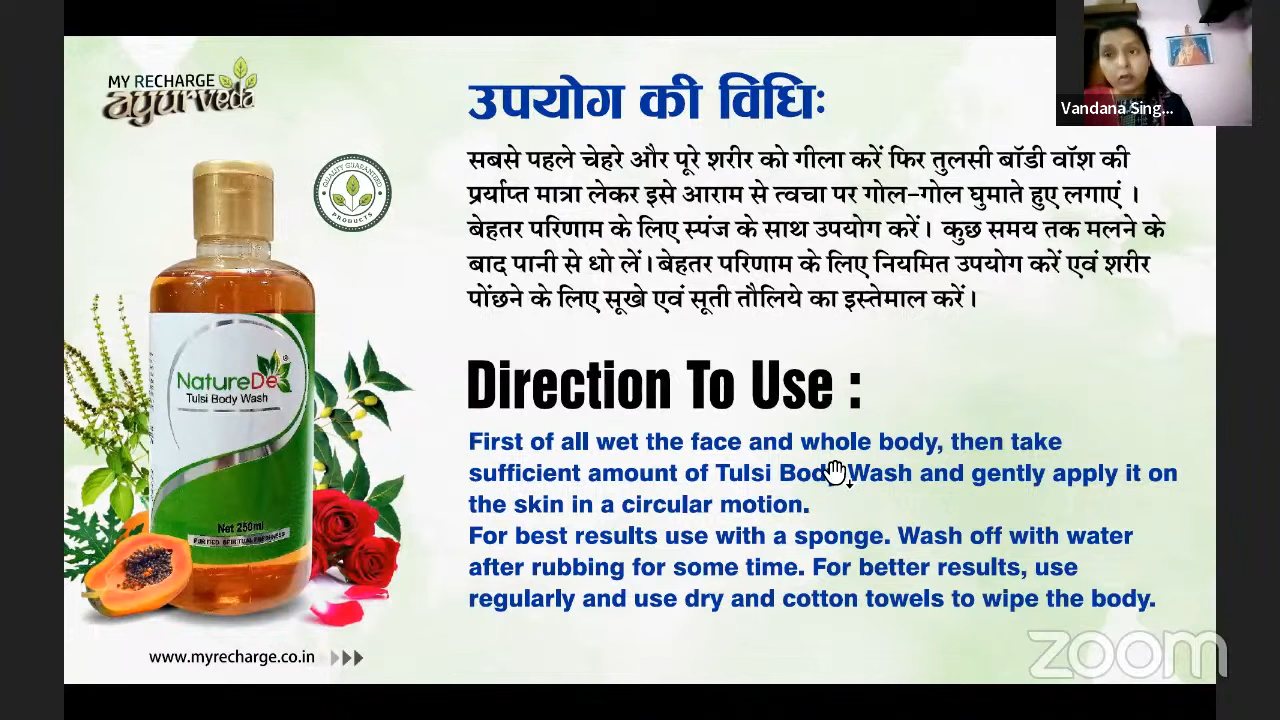 MY RECHARGE
ayurveda
Vandana Sing...
उपयोग की विधिः
सबसे पहले चेहरे और पूरे शरीर को गीला करें फिर तुलसी बॉडी वॉश की
प्रर्याप्त मात्रा लेकर इसे आराम से त्वचा पर गोल-गोल घुमाते हुए लगाएं ।
बेहतर परिणाम के लिए स्पंज के साथ उपयोग करें। कुछ समय तक मलने के
बाद पानी से धो लें। बेहतर परिणाम के लिए नियमित उपयोग करें एवं शरीर
पोंछने के लिए सूखे एवं सूती तौलिये का इस्तेमाल करें।
QUALITY GUARANTEED
PRODUCTS
NatureDe
®
Tulsi Body Wash
Net 250ml
Direction To Use :
First of all wet the face and whole body, then take
sufficient amount of Tulsi Body Wash and gently apply it on
the skin in a circular motion.
For best results use with a sponge. Wash off with water
after rubbing for some time. For better results, use
regularly and use dry and cotton towels to wipe the body.
www.myrecharge.co.in
zoom